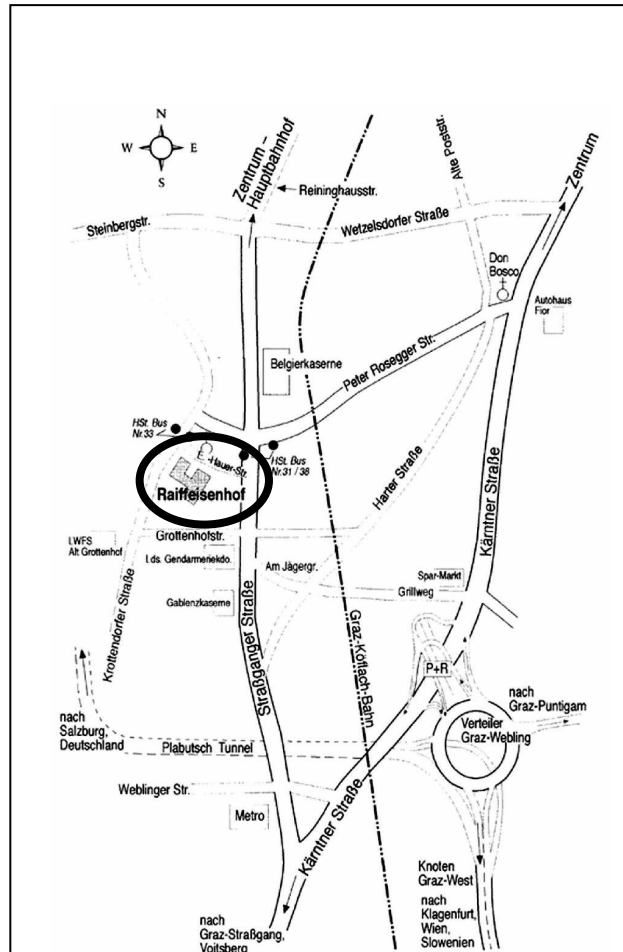 N
W E
S
Zentrum –
Hauptbahnhof
Reininghausstr.
Alte Poststr.
Zentrum
Steinbergstr.
Wetzelsdorfer Straße
Don
Bosco
Autohaus
Fior
Belgierkaserne
Peter Rosegger Str.
HSt. Bus
Nr.33
E.-Hauer-Str.
HSt. Bus
Nr.31 / 38
Raiffeisenhof
Harter Straße
Kärntner Straße
Grottenhofstr.
LWFS
Alt Grottenhof
Lds. Gendarmeriekdo.
Am Jägergr.
Spar-Markt
Grillweg
Gablenzkaserne
Krottendorfer Straße
Straßganger Straße
Graz-Köflach-Bahn
P+R
nach
Graz-Puntigam
Verteiler
Graz-Webling
nach
Salzburg,
Deutschland
Plabutsch Tunnel
Weblinger Str.
Metro
Kärntner Straße
Knoten
Graz-West
nach
Klagenfurt,
Wien,
Slowenien
nach
Graz-Straßgang,
Voitsberg